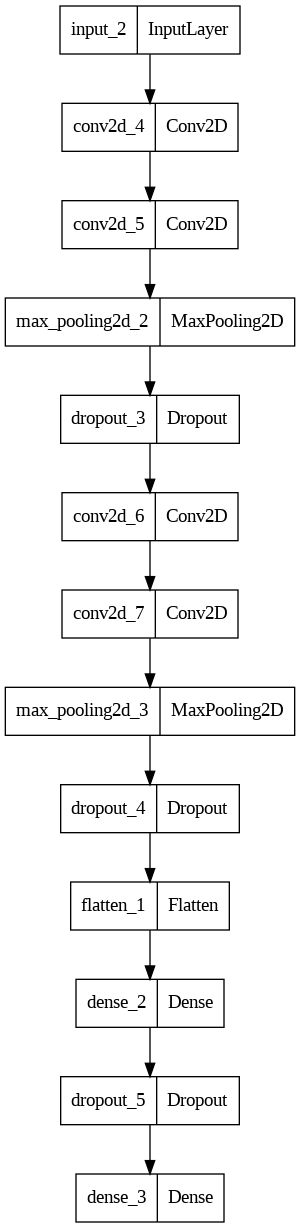 input_2 InputLayer
conv2d_4 Conv2D
conv2d_5 Conv2D
max_pooling2d_2 MaxPooling2D
dropout_3 Dropout
conv2d_6 Conv2D
conv2d_7 Conv2D
max_pooling2d_3 MaxPooling2D
dropout_4 Dropout
flatten_1 Flatten
dense_2 Dense
dropout_5 Dropout
dense_3 Dense